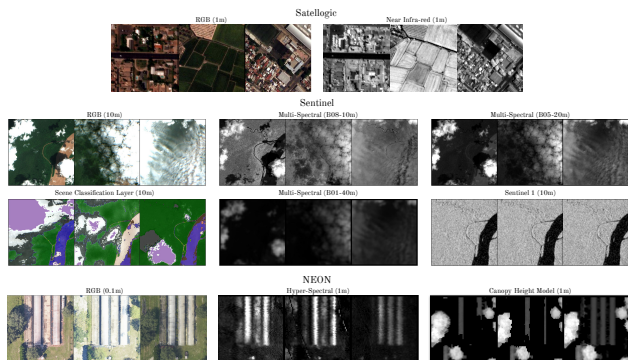 Satellogic
RGB (1m)
Near Infra-red (1m)
Sentinel
RGB (10m)
Multi-Spectral (B08-10m)
Multi-Spectral (B05-20m)
Scene Classification Layer (10m)
Multi-Spectral (B01-40m)
Sentinel 1 (10m)
NEON
RGB (0.1m)
Hyper-Spectral (1m)
Canopy Height Model (1m)